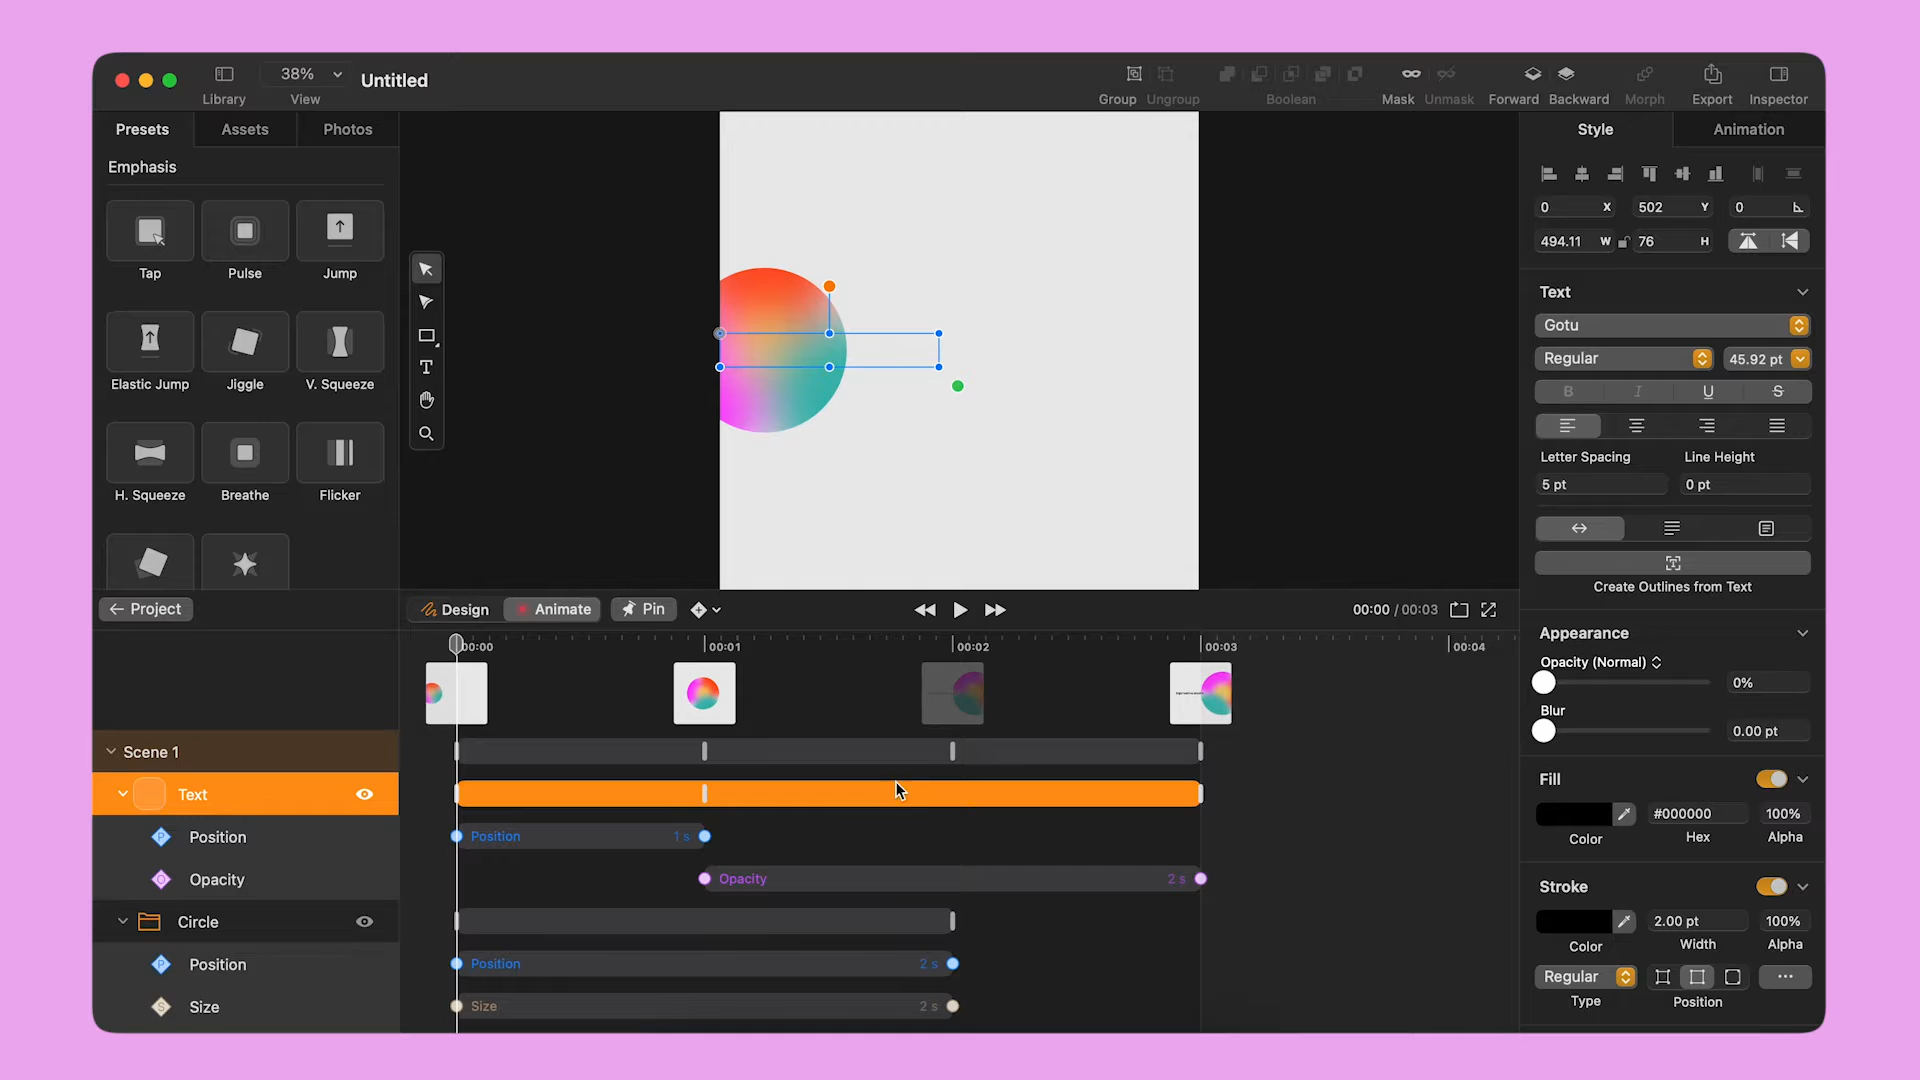 38%
Untitled
Library
View
Group
Ungroup
Boolean
Mask
Unmask
Forward
Backward
Morph
Export
Inspector
Presets
Assets
Photos
Emphasis
Tap
Pulse
Jump
Elastic Jump
Jiggle
V. Squeeze
H. Squeeze
Breathe
Flicker
Style
Animation
0 X
502 Y
0
494.11 W
76 H
Text
Gotu
Regular
45.92 pt
B
I
U
S
Letter Spacing
Line Height
5 pt
0 pt
Create Outlines from Text
Appearance
Opacity (Normal)
0%
Blur
0.00 pt
Fill
#000000
100%
Color
Hex
Alpha
Stroke
2.00 pt
100%
Color
Width
Alpha
Regular
Type
Position
Project
Design
Animate
Pin
00:00 / 00:03
00:00
00:01
00:02
00:03
00:04
Scene 1
Text
Position
Position 1 s
Opacity
Opacity 2 s
Circle
Position
Position 2 s
Size
Size 2 s